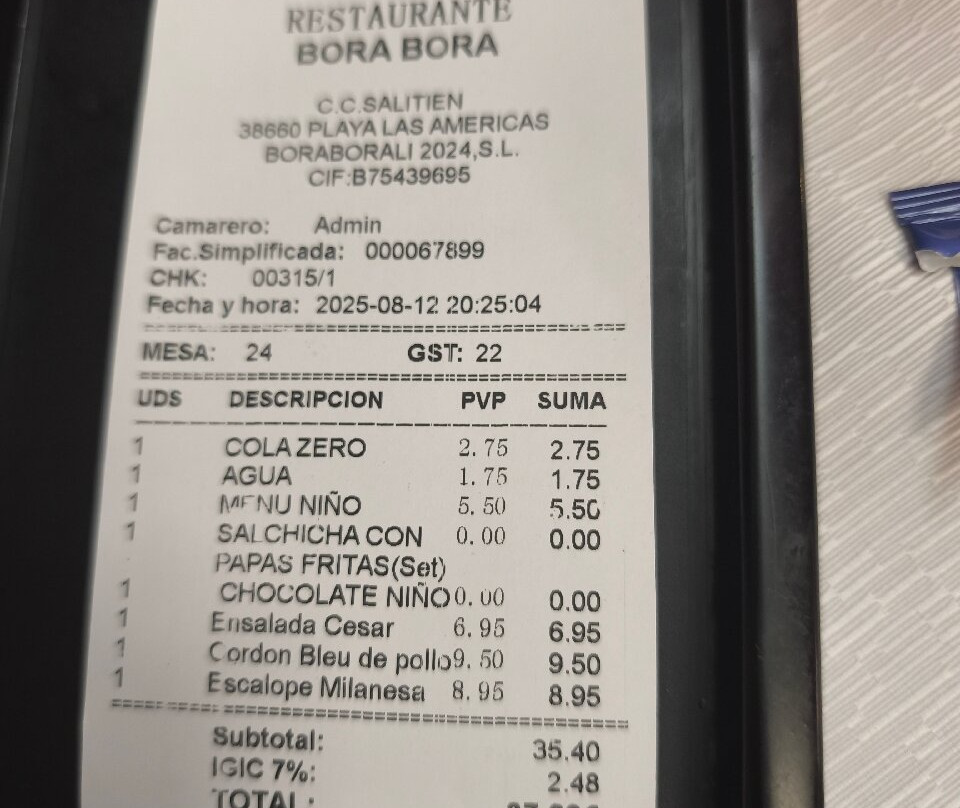 RESTAURANTE
BORA BORA
C.C.SALITIEN
38660 PLAYA LAS AMERICAS
BORABORALI 2024,S.L.
CIF:B75439695
Camarero: Admin
Fac.Simplificada: 000067899
CHK: 00315/1
Fecha y hora: 2025-08-12 20:25:04
MESA: 24 GST: 22
UDS DESCRIPCION PVP SUMA
1 COLA ZERO 2.75 2.75
1 AGUA 1.75 1.75
1 MENU NIÑO 5.50 5.50
1 SALCHICHA CON 0.00 0.00
PAPAS FRITAS(Set)
1 CHOCOLATE NIÑO 0.00 0.00
1 Ensalada Cesar 6.95 6.95
1 Cordon Bleu de pollo 9.50 9.50
1 Escalope Milanesa 8.95 8.95
Subtotal: 35.40
IGIC 7%: 2.48
TOTAL: